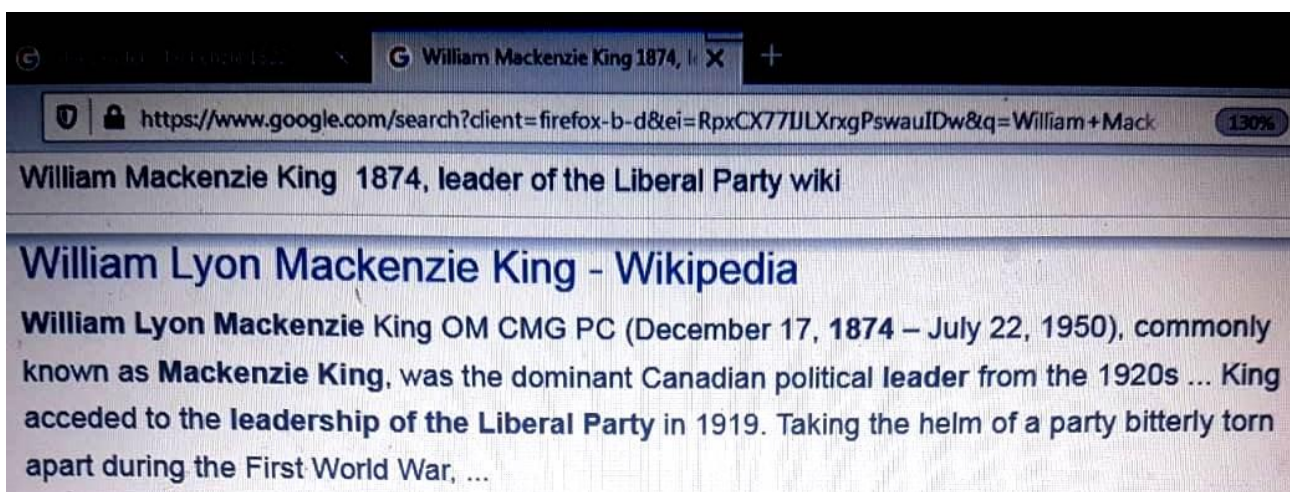 William Mackenzie King 1874, l
https://www.google.com/search?client=firefox-b-d&ei=RpxCX77IJLXrxgPswauIDw&q=William+Mack 130%
William Mackenzie King 1874, leader of the Liberal Party wiki
William Lyon Mackenzie King - Wikipedia
William Lyon Mackenzie King OM CMG PC (December 17, 1874 – July 22, 1950), commonly
known as Mackenzie King, was the dominant Canadian political leader from the 1920s ... King
acceded to the leadership of the Liberal Party in 1919. Taking the helm of a party bitterly torn
apart during the First World War, ...